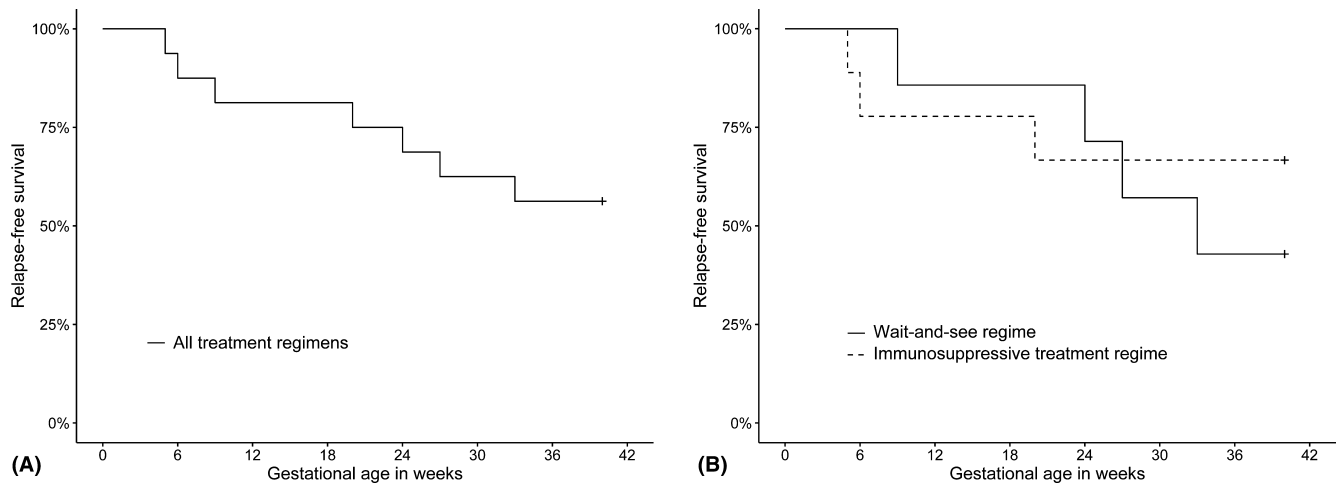 100%
75%
50%
25%
0%
Relapse-free survival
All treatment regimens
0 6 12 18 24 30 36 42
Gestational age in weeks
(A)
100%
75%
50%
25%
0%
Relapse-free survival
Wait-and-see regime
Immunosuppressive treatment regime
0 6 12 18 24 30 36 42
Gestational age in weeks
(B)